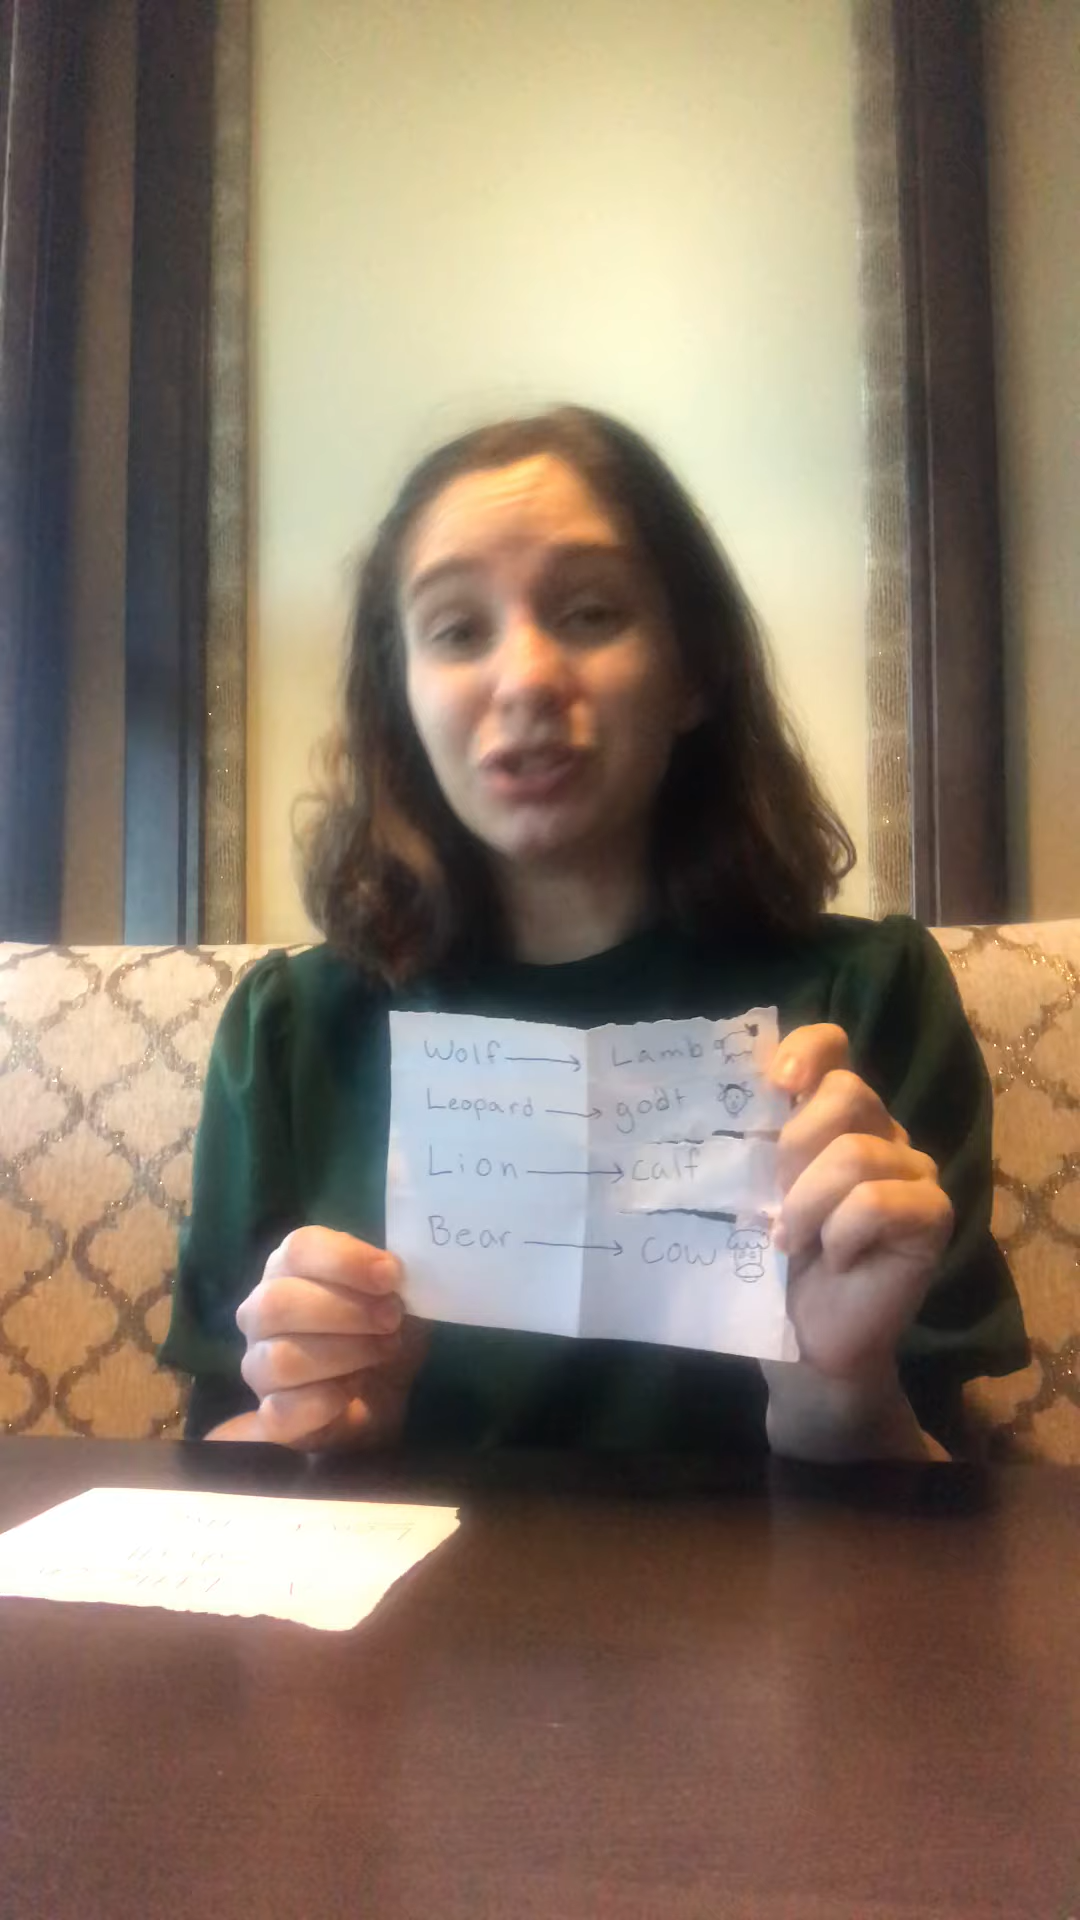 Wolf → Lamb
Leopard → goat
Lion → calf
Bear → cow